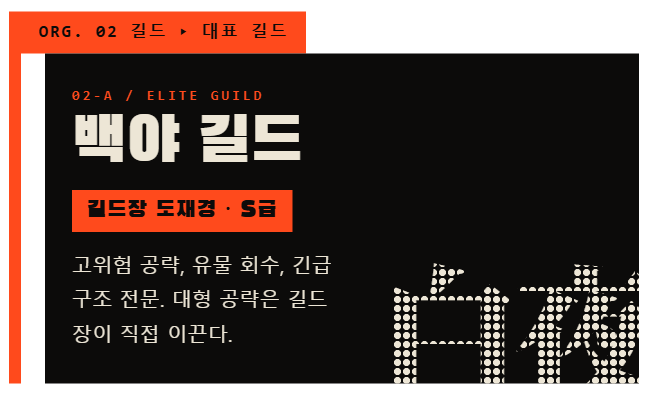 ORG. 02 길드 ▸ 대표 길드
02-A / ELITE GUILD
백야 길드
길드장 도재경 · S급
고위험 공략, 유물 회수, 긴급
구조 전문. 대형 공략은 길드
장이 직접 이끈다.
白夜